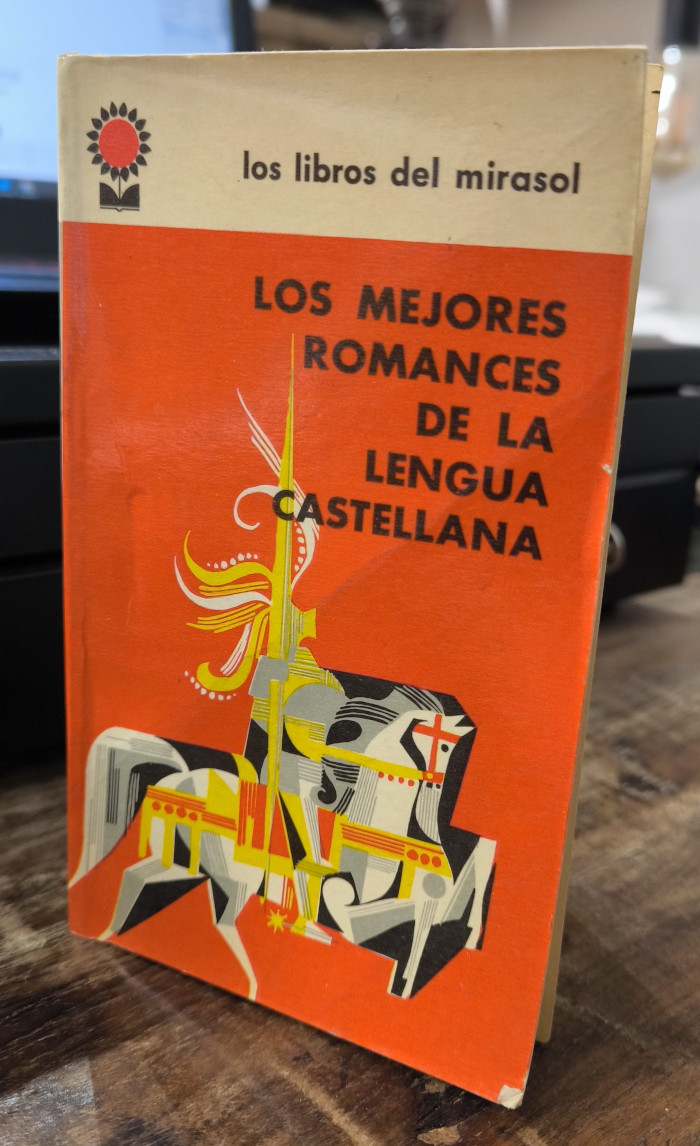 los libros del mirasol
LOS MEJORES
ROMANCES
DE LA
LENGUA
CASTELLANA